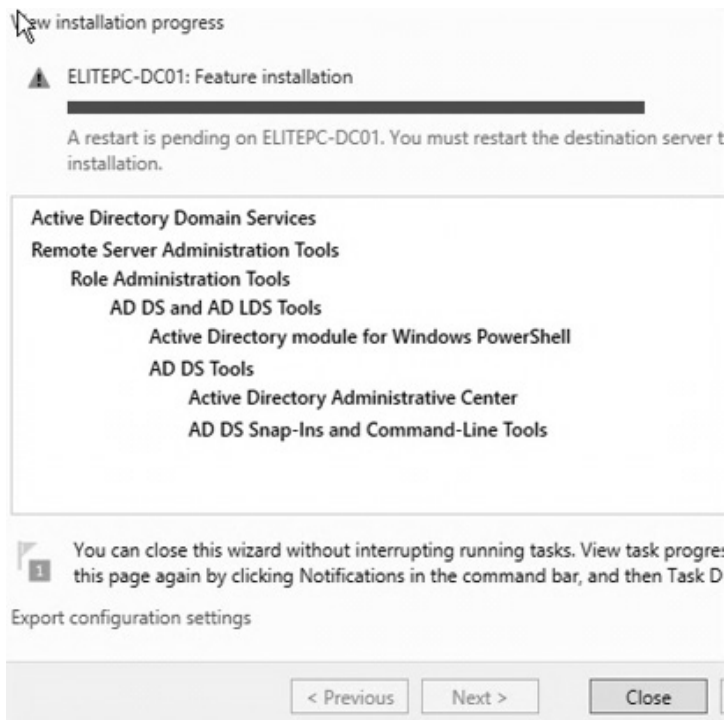 View installation progress
ELITEPC-DC01: Feature installation
A restart is pending on ELITEPC-DC01. You must restart the destination server t
installation.
Active Directory Domain Services
Remote Server Administration Tools
Role Administration Tools
AD DS and AD LDS Tools
Active Directory module for Windows PowerShell
AD DS Tools
Active Directory Administrative Center
AD DS Snap-Ins and Command-Line Tools
1
You can close this wizard without interrupting running tasks. View task progres
this page again by clicking Notifications in the command bar, and then Task D
Export configuration settings
< Previous Next > Close